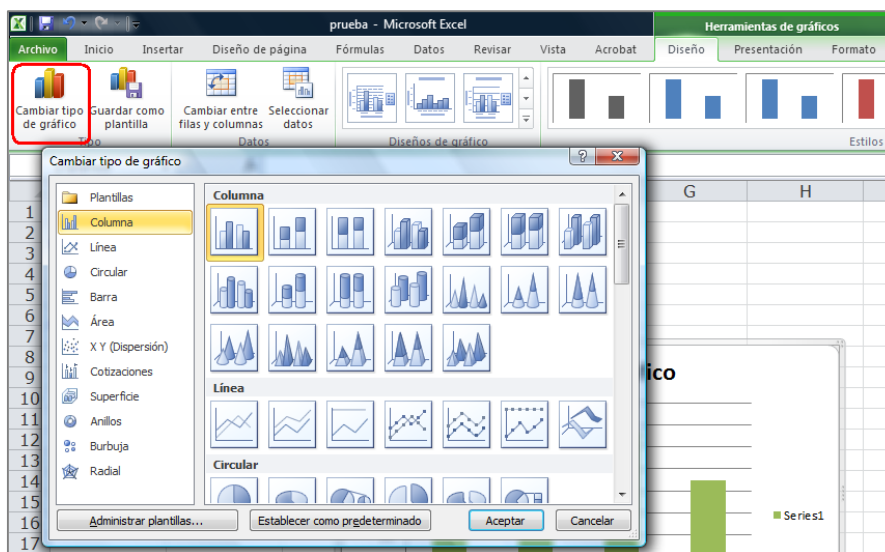 prueba - Microsoft Excel
Herramientas de gráficos
Archivo Inicio Insertar Diseño de página Fórmulas Datos Revisar Vista Acrobat Diseño Presentación Formato
Cambiar tipo de gráfico
Guardar como plantilla
Cambiar entre filas y columnas
Seleccionar datos
Tipo Datos Diseños de gráfico Estilos
Cambiar tipo de gráfico
G H
Plantillas
Columna
Línea
Circular
Barra
Área
X Y (Dispersión)
Cotizaciones
Superficie
Anillos
Burbuja
Radial
Columna
Línea
Circular
Administrar plantillas...
Establecer como predeterminado
Aceptar
Cancelar
1
2
3
4
5
6
7
8
9
10
11
12
13
14
15
16
17
ico
Series1